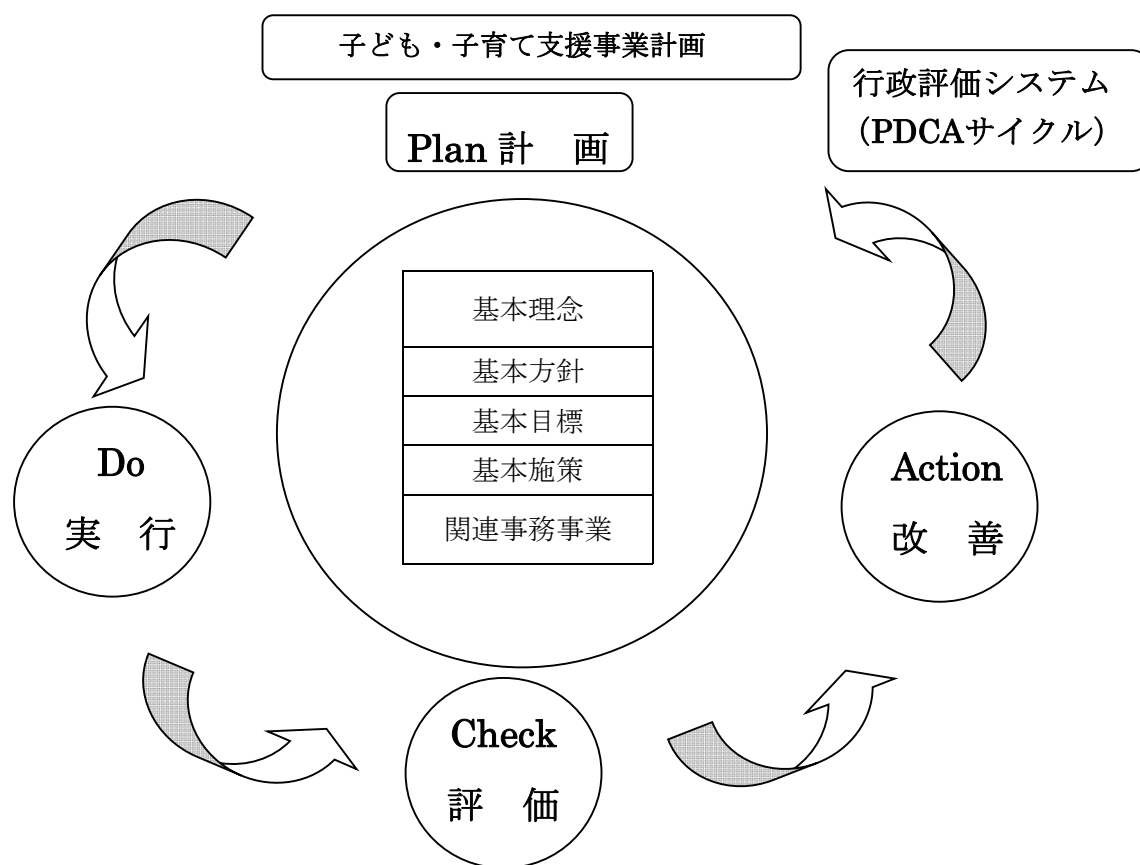 子ども・子育て支援事業計画
行政評価システム
（PDCAサイクル）
Plan 計　画
基本理念
基本方針
基本目標
基本施策
関連事務事業
Do
実　行
Action
改　善
Check
評　価